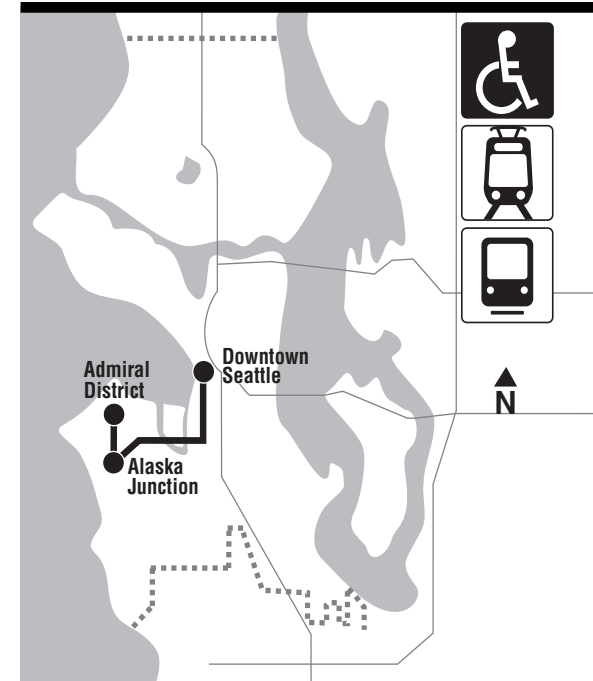 Downtown
Seattle
Admiral
District
Alaska
Junction
N